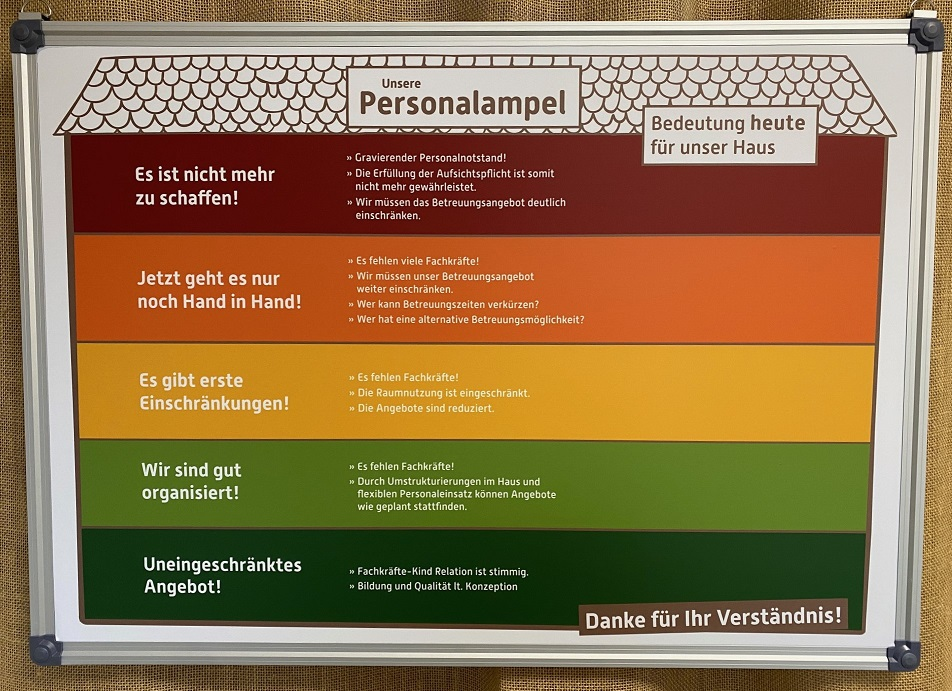 Unsere
Personalampel
Bedeutung heute
für unser Haus
Es ist nicht mehr
zu schaffen!
» Gravierender Personalnotstand!
» Die Erfüllung der Aufsichtspflicht ist somit
nicht mehr gewährleistet.
» Wir müssen das Betreuungsangebot deutlich
einschränken.
Jetzt geht es nur
noch Hand in Hand!
» Es fehlen viele Fachkräfte!
» Wir müssen unser Betreuungsangebot
weiter einschränken.
» Wer kann Betreuungszeiten verkürzen?
» Wer hat eine alternative Betreuungsmöglichkeit?
Es gibt erste
Einschränkungen!
» Es fehlen Fachkräfte!
» Die Raumnutzung ist eingeschränkt.
» Die Angebote sind reduziert.
Wir sind gut
organisiert!
» Es fehlen Fachkräfte!
» Durch Umstrukturierungen im Haus und
flexiblen Personaleinsatz können Angebote
wie geplant stattfinden.
Uneingeschränktes
Angebot!
» Fachkräfte-Kind Relation ist stimmig.
» Bildung und Qualität lt. Konzeption
Danke für Ihr Verständnis!